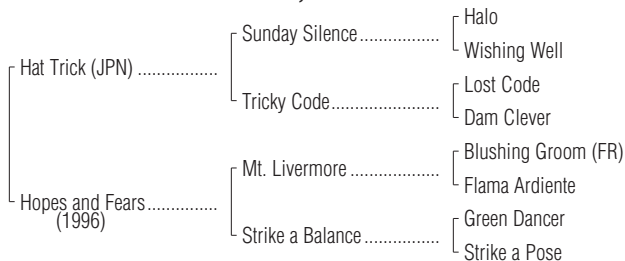 Halo
Sunday Silence
Wishing Well
Hat Trick (JPN)
Lost Code
Tricky Code
Dam Clever
Blushing Groom (FR)
Mt. Livermore
Flama Ardiente
Hopes and Fears
(1996)
Green Dancer
Strike a Balance
Strike a Pose